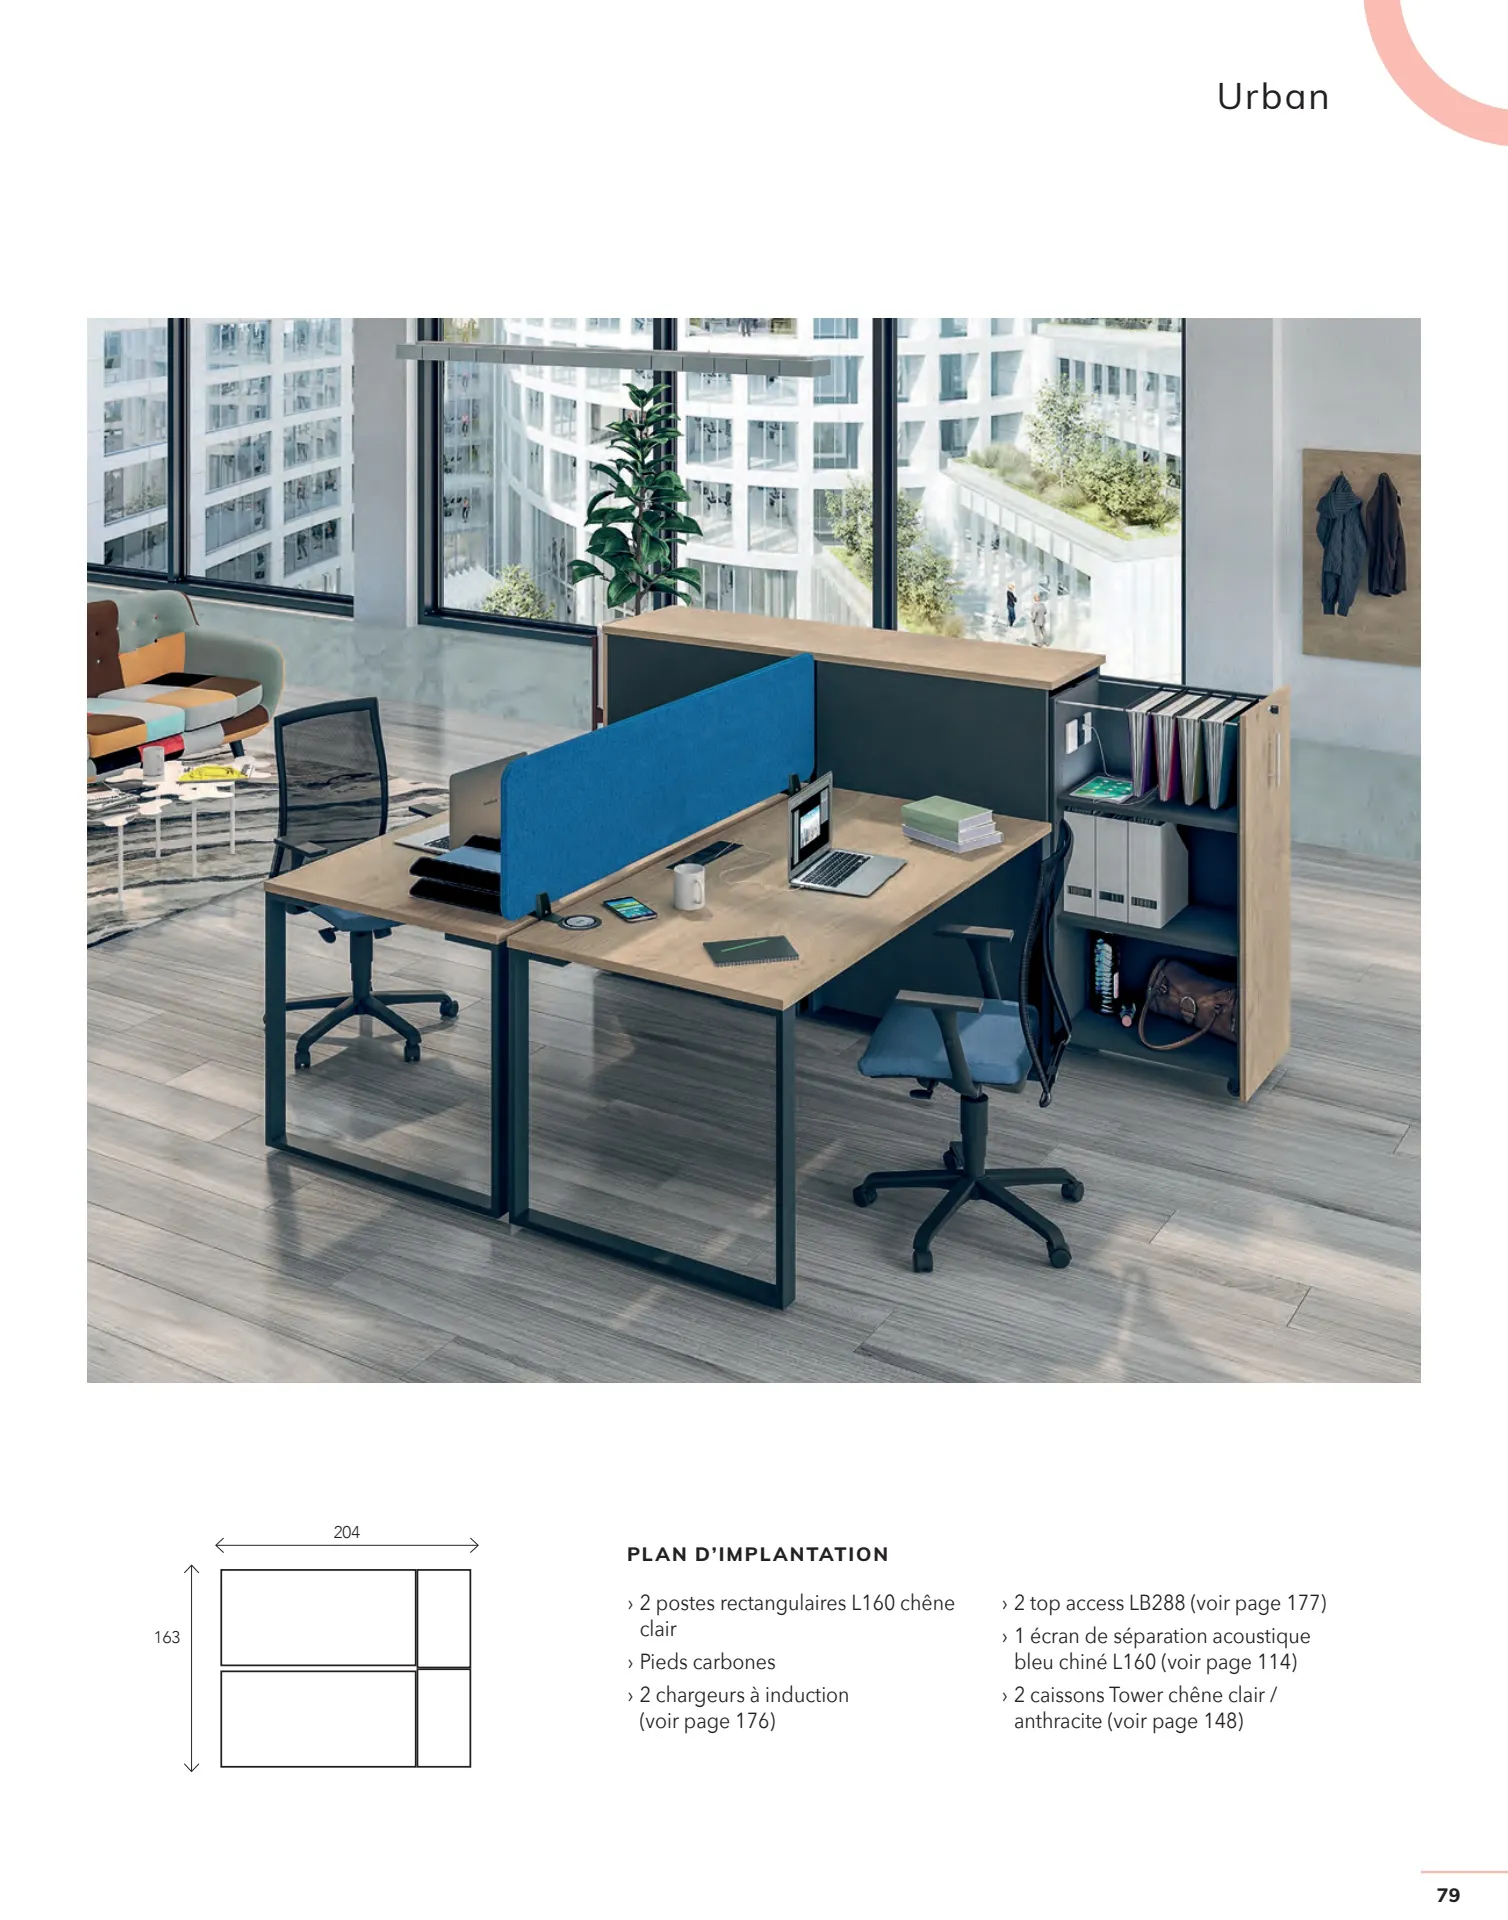 Urban
204
163
PLAN D’IMPLANTATION
› 2 postes rectangulaires L160 chêne
clair
› Pieds carbones
› 2 chargeurs à induction
(voir page 176)
› 2 top access LB288 (voir page 177)
› 1 écran de séparation acoustique
bleu chiné L160 (voir page 114)
› 2 caissons Tower chêne clair /
anthracite (voir page 148)
79